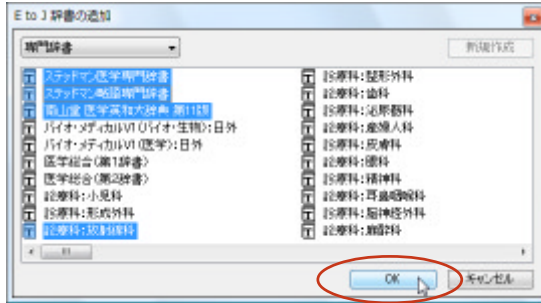 E to J 辞書の追加
専門辞書
新規作成
ステッドマン医学専門辞書
ステッドマン略語専門辞書
南山堂 医学英和大辞典 第11版
バイオ・メディカルV1(バイオ・生物):日外
バイオ・メディカルV1(医学):日外
医学総合(第1辞書)
医学総合(第2辞書)
診療科:小児科
診療科:形成外科
診療科:放射線科
診療科:整形外科
診療科:歯科
診療科:泌尿器科
診療科:産婦人科
診療科:皮膚科
診療科:眼科
診療科:精神科
診療科:耳鼻咽喉科
診療科:脳神経外科
診療科:麻酔科
OK
キャンセル